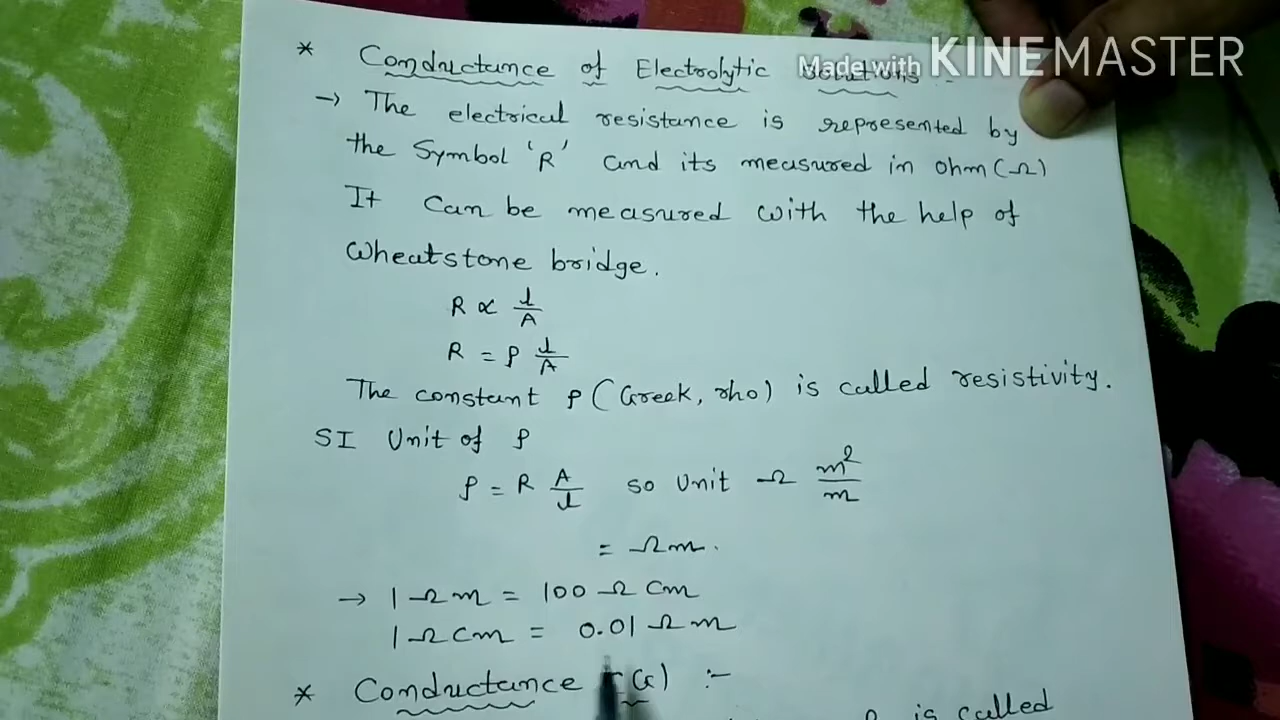 * Conductance of Electrolytic Solutions :-
Made with KINEMASTER
→ The electrical resistance is represented by
the Symbol 'R' and its measured in ohm (Ω)
It Can be measured with the help of
Wheatstone bridge.
R ∝ l/A
R = ρ l/A
The constant ρ (Greek, rho) is called resistivity.
SI Unit of ρ
ρ = R A/l so Unit Ω m²/m
= Ωm.
→ 1 Ω m = 100 Ω Cm
1 Ω Cm = 0.01 Ω m
* Conductance (G) :-
is called